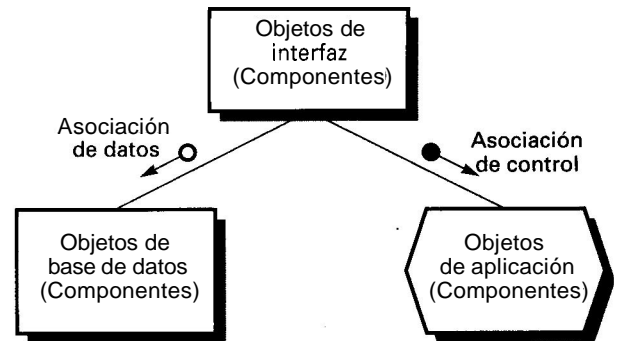 Objetos de
interfaz
(Componentes)
Asociación
de datos
Asociación
de control
Objetos de
base de datos
(Componentes)
Objetos
de aplicación
(Componentes)